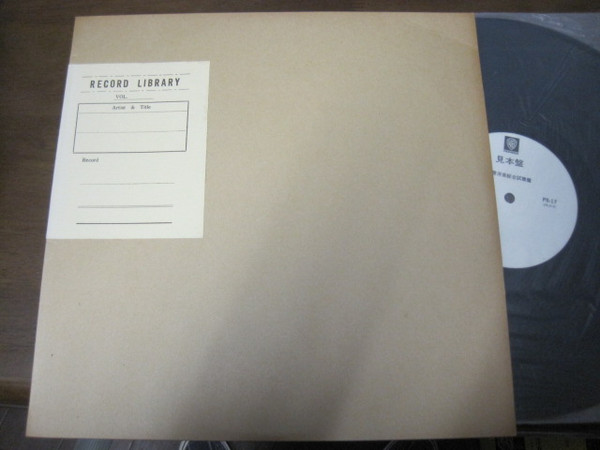 RECORD LIBRARY
VOL.
Artist & Title
Record
見本盤
PS-17